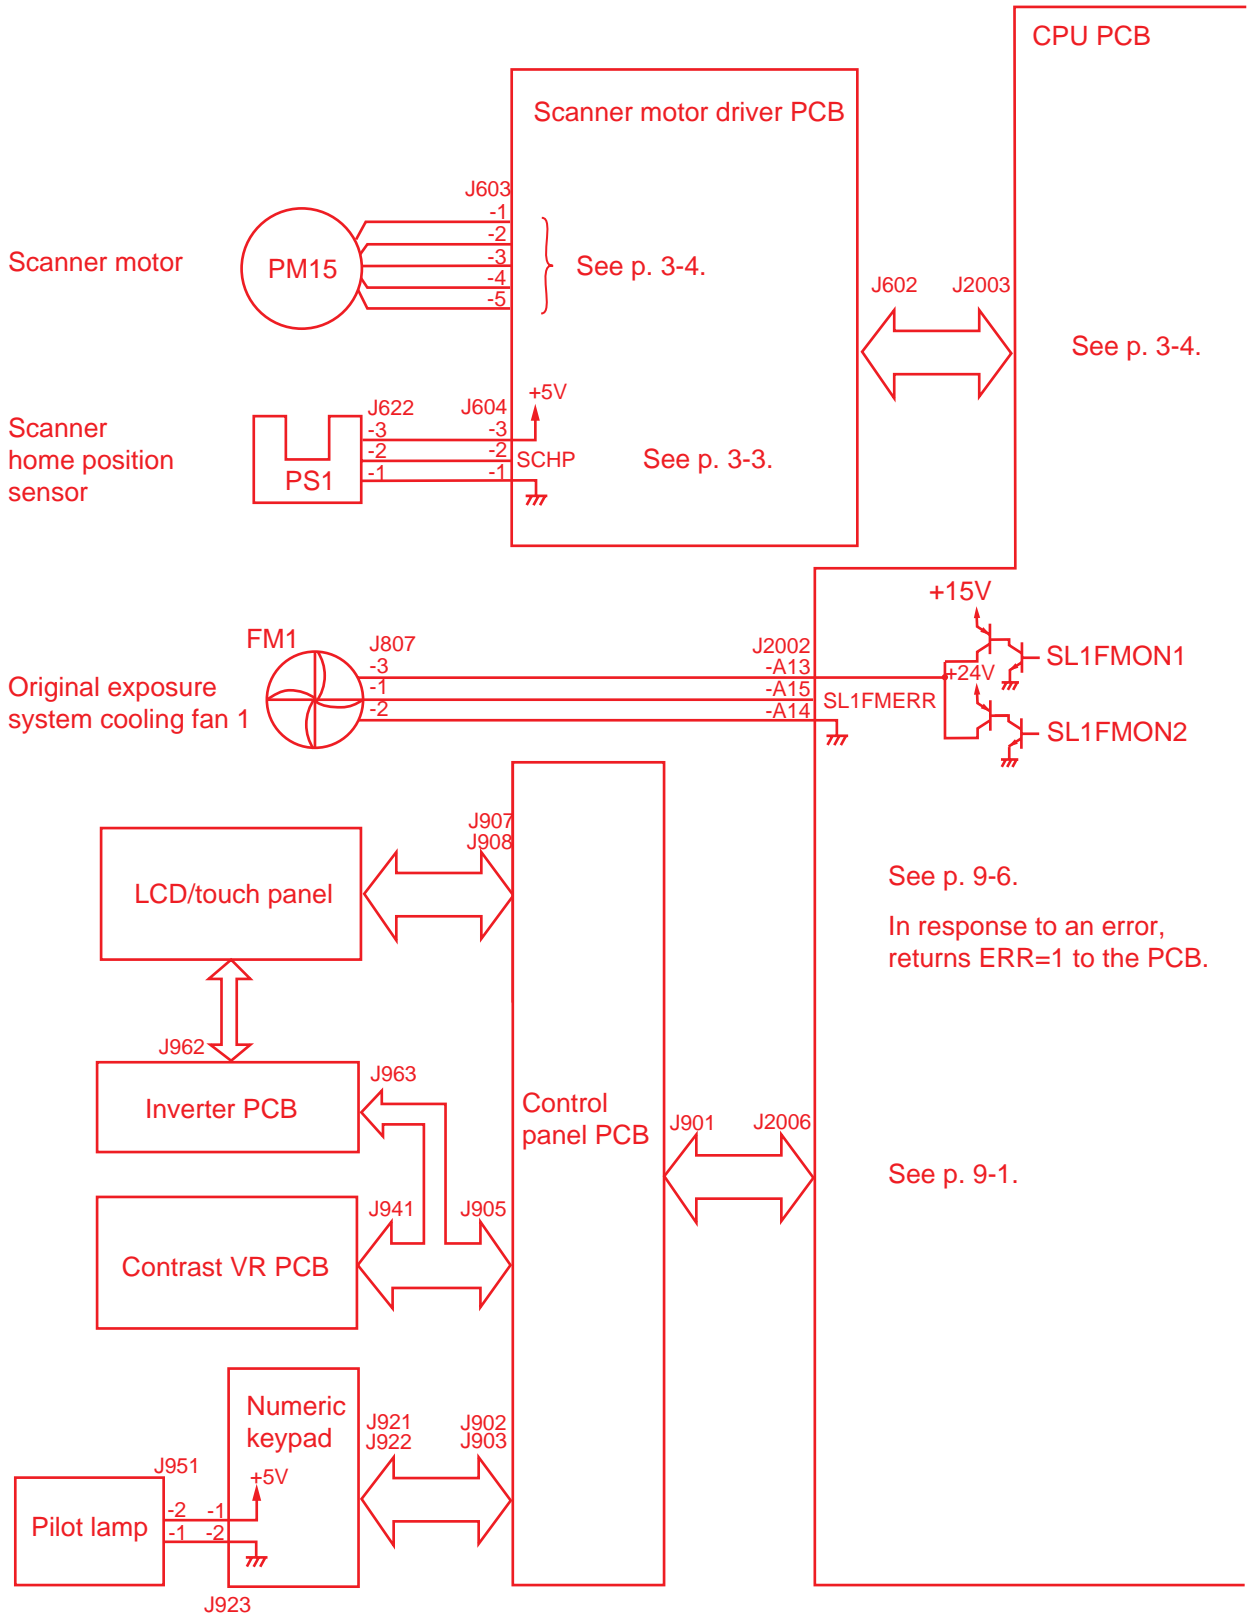 CPU PCB
Scanner motor driver PCB
J603
-1
-2
-3
-4
-5
Scanner motor
PM15
See p. 3-4.
J602
J2003
See p. 3-4.
+5V
J622
J604
-3
-3
-2
-2
SCHP
-1
-1
Scanner
home position
sensor
PS1
See p. 3-3.
+15V
FM1
J807
J2002
-3
-A13
-1
-A15
-2
-A14
SL1FMERR
+24V
SL1FMON1
SL1FMON2
Original exposure
system cooling fan 1
J907
J908
LCD/touch panel
See p. 9-6.
In response to an error,
returns ERR=1 to the PCB.
J962
J963
Inverter PCB
Control
panel PCB
J901
J2006
See p. 9-1.
J941
J905
Contrast VR PCB
Numeric
keypad
J921
J922
J902
J903
J951
+5V
Pilot lamp
-2
-1
-1
-2
J923